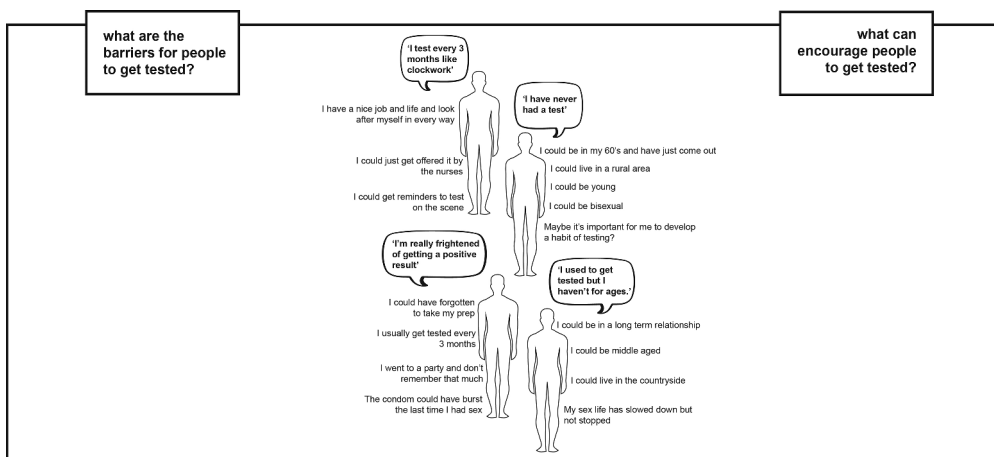 what are the
barriers for people
to get tested?
what can
encourage people
to get tested?
'I test every 3
months like
clockwork'
I have a nice job and life and look
after myself in every way
I could just get offered it by
the nurses
I could get reminders to test
on the scene
'I have never
had a test'
I could be in my 60's and have just come out
I could live in a rural area
I could be young
I could be bisexual
Maybe it's important for me to develop
a habit of testing?
'I'm really frightened
of getting a positive
result'
I could have forgotten
to take my prep
I usually get tested every
3 months
I went to a party and don't
remember that much
The condom could have burst
the last time I had sex
'I used to get
tested but I
haven't for ages.'
I could be in a long term relationship
I could be middle aged
I could live in the countryside
My sex life has slowed down but
not stopped